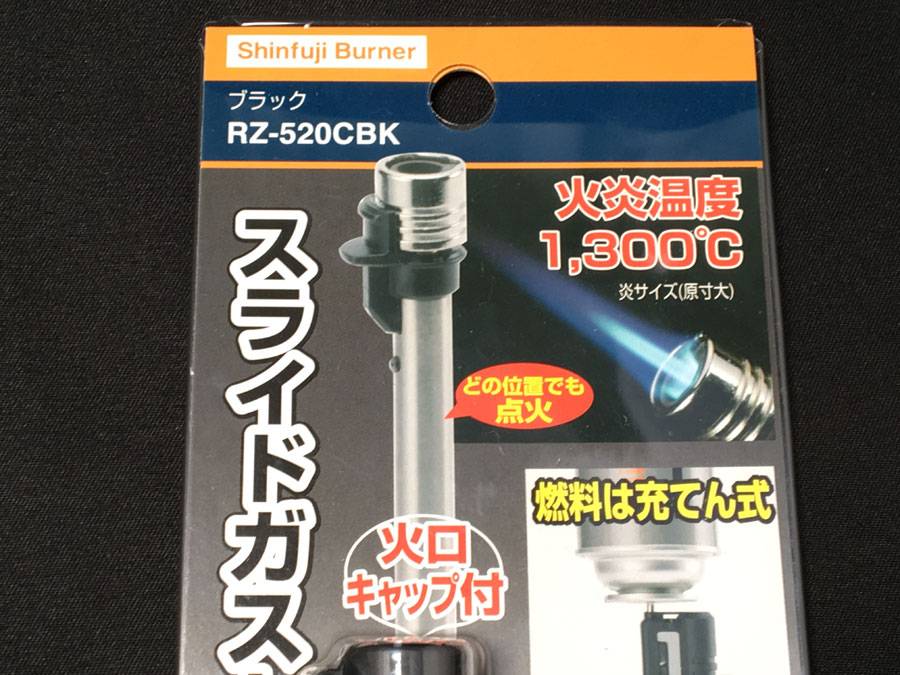 Shinfuji Burner
ブラック
RZ-520CBK
スライドガス
火炎温度
1,300℃
炎サイズ(原寸大)
どの位置でも
点火
燃料は充てん式
火口
キャップ付